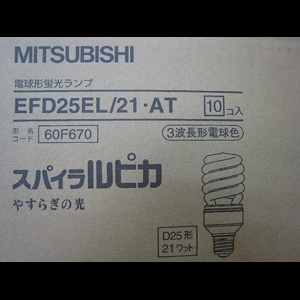 MITSUBISHI
電球形蛍光ランプ
EFD25EL/21・AT 10コ入
形名コード 60F670 3波長形電球色
スパイラルピカ
やすらぎの光
D25形
21ワット